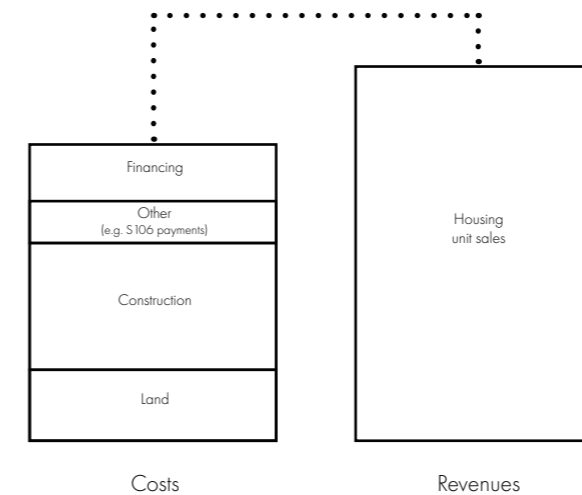 Financing
Other
(e.g. S106 payments)
Construction
Land
Housing
unit sales
Costs
Revenues